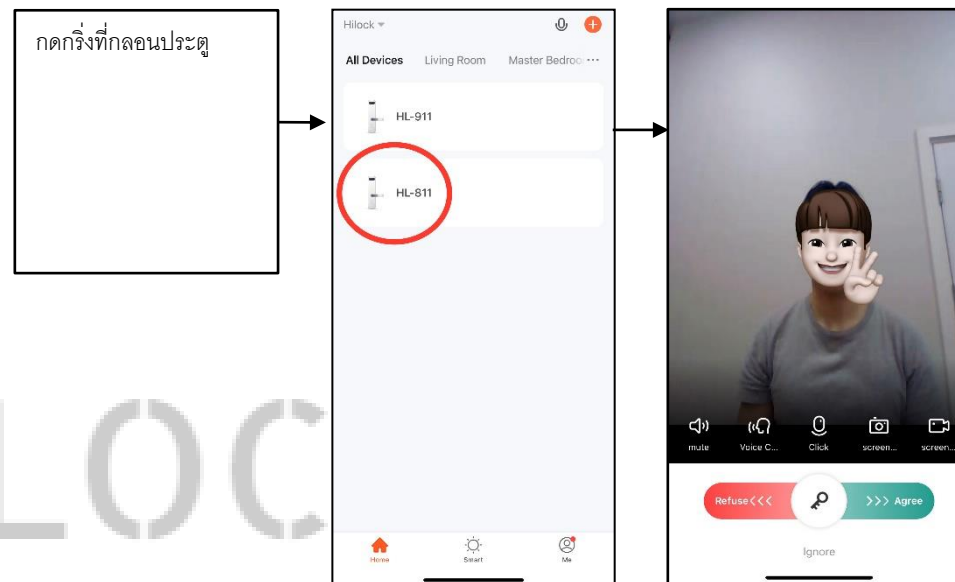 กดกริ่งที่กลอนประตู
Hilock
All Devices Living Room Master Bedroo ...
HL-911
HL-811
Home Smart Me
mute Voice C... Click screen... screen...
Refuse<<< >>> Agree
Ignore
LOC